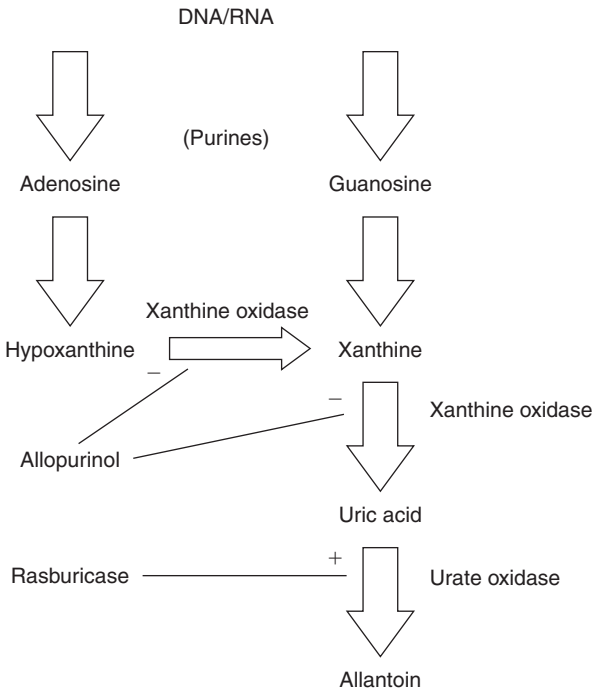 DNA/RNA
(Purines)
Adenosine
Guanosine
Xanthine oxidase
Hypoxanthine
Xanthine
−
−
Xanthine oxidase
Allopurinol
Uric acid
+
Rasburicase
Urate oxidase
Allantoin